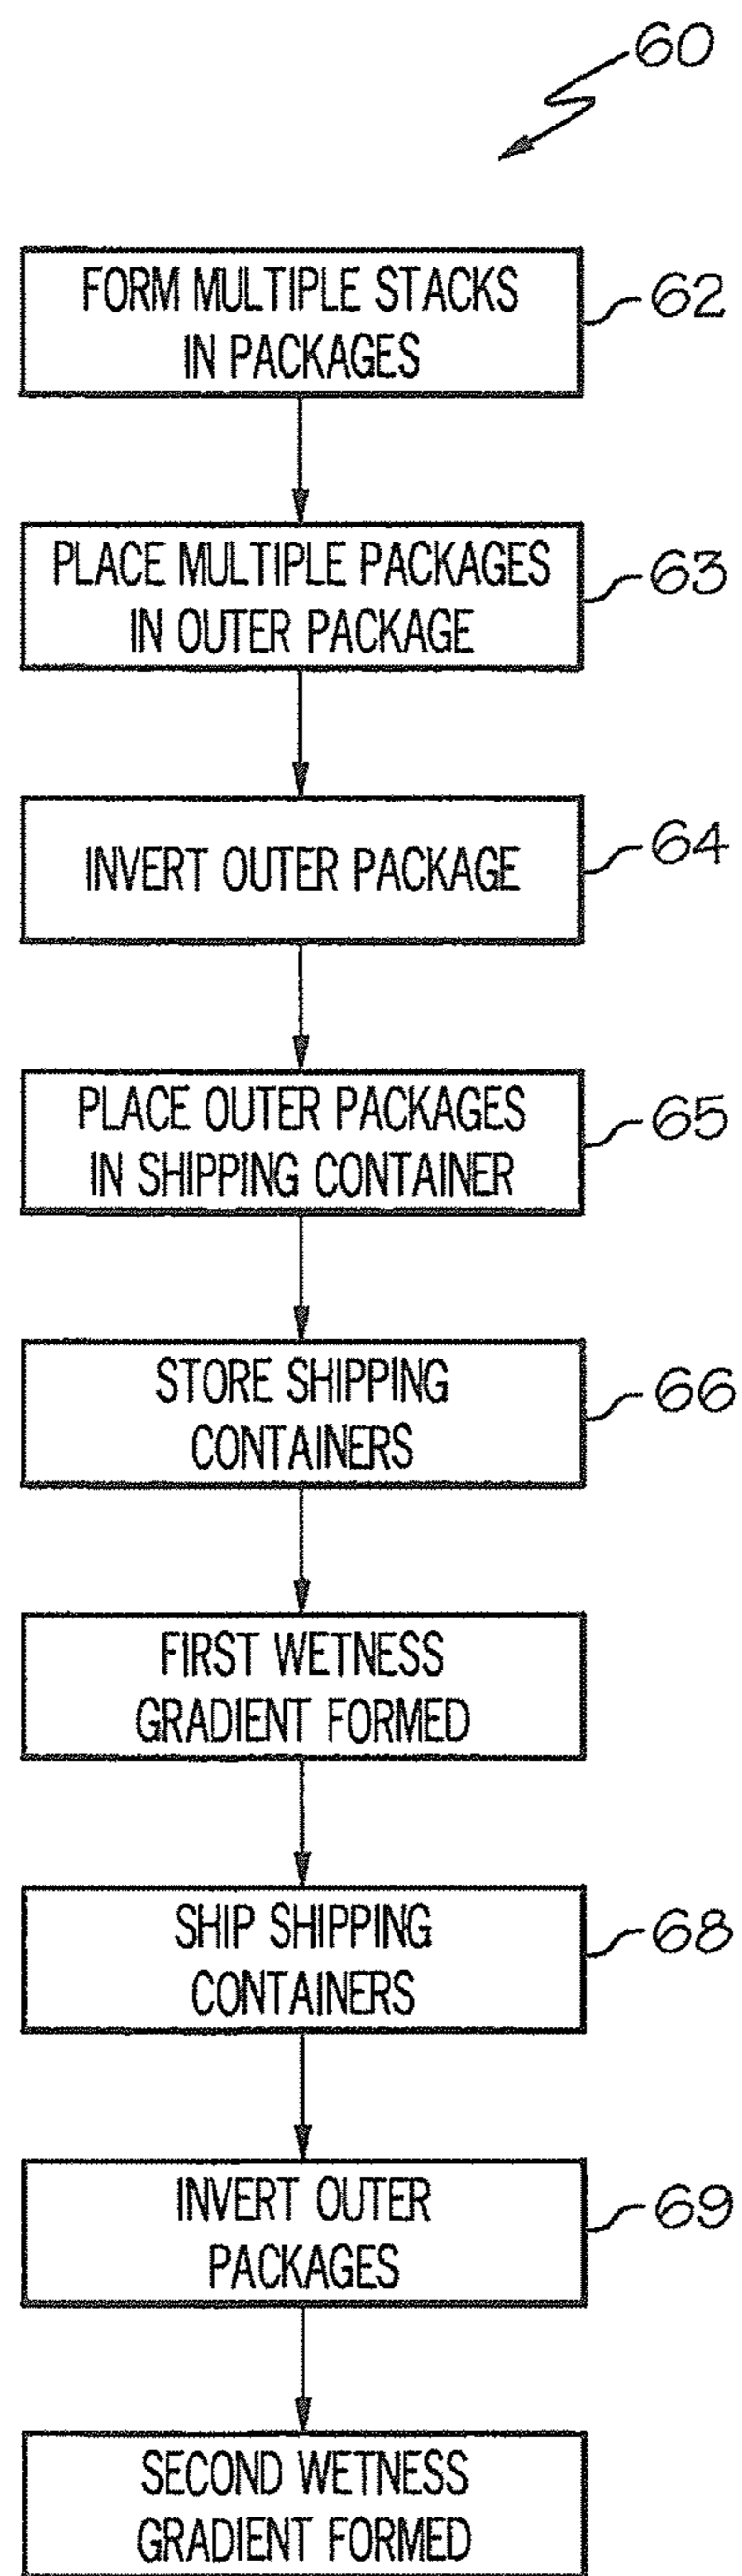 60
FORM MULTIPLE STACKS
IN PACKAGES
62
PLACE MULTIPLE PACKAGES
IN OUTER PACKAGE
63
INVERT OUTER PACKAGE
64
PLACE OUTER PACKAGES
IN SHIPPING CONTAINER
65
STORE SHIPPING
CONTAINERS
66
FIRST WETNESS
GRADIENT FORMED
SHIP SHIPPING
CONTAINERS
68
INVERT OUTER
PACKAGES
69
SECOND WETNESS
GRADIENT FORMED